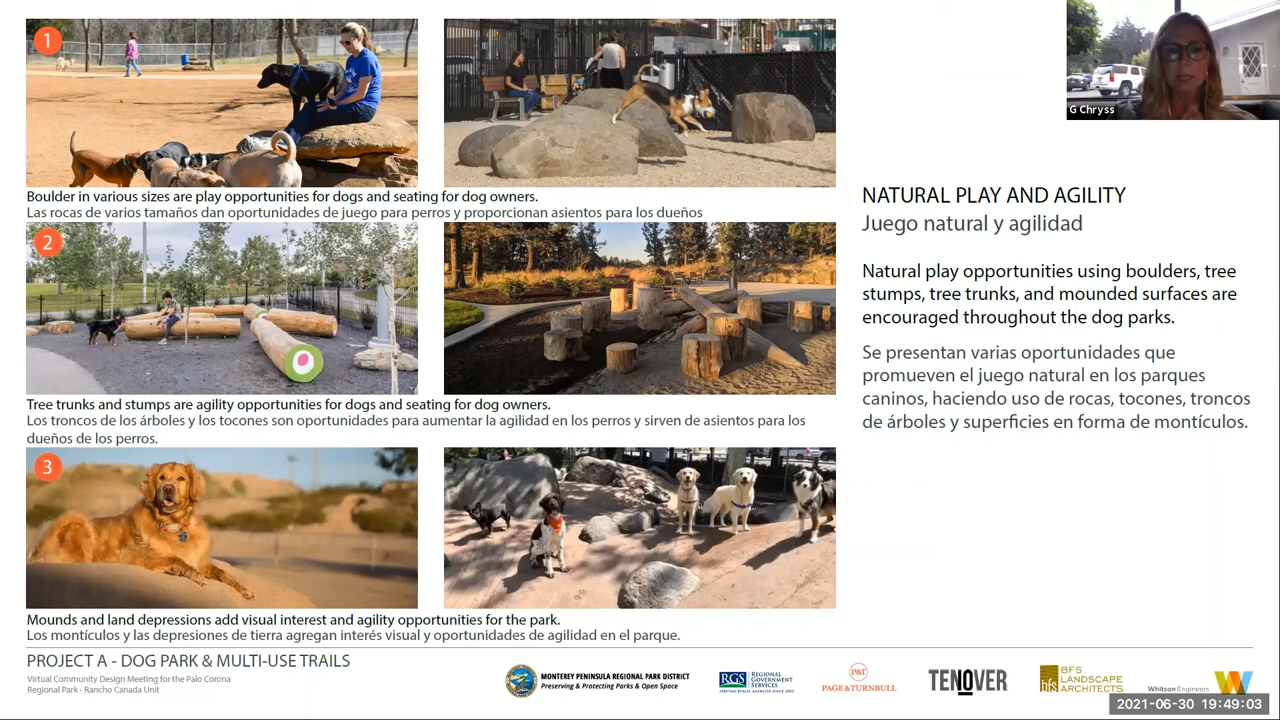 1
Boulder in various sizes are play opportunities for dogs and seating for dog owners.
Las rocas de varios tamaños dan oportunidades de juego para perros y proporcionan asientos para los dueños
2
Tree trunks and stumps are agility opportunities for dogs and seating for dog owners.
Los troncos de los árboles y los tocones son oportunidades para aumentar la agilidad en los perros y sirven de asientos para los
dueños de los perros.
3
Mounds and land depressions add visual interest and agility opportunities for the park.
Los montículos y las depresiones de tierra agregan interés visual y oportunidades de agilidad en el parque.
G Chryss
NATURAL PLAY AND AGILITY
Juego natural y agilidad
Natural play opportunities using boulders, tree
stumps, tree trunks, and mounded surfaces are
encouraged throughout the dog parks.
Se presentan varias oportunidades que
promueven el juego natural en los parques
caninos, haciendo uso de rocas, tocones, troncos
de árboles y superficies en forma de montículos.
PROJECT A - DOG PARK & MULTI-USE TRAILS
Virtual Community Design Meeting for the Palo Corona
Regional Park - Rancho Canada Unit
MONTEREY PENINSULA REGIONAL PARK DISTRICT
Preserving & Protecting Parks & Open Space
RGS
REGIONAL
GOVERNMENT
SERVICES
SERVING PUBLIC AGENCIES SINCE 2002
P&T
PAGE&TURNBULL
TENOVER
bfs
BFS
LANDSCAPE
ARCHITECTS
Whitson Engineers
W
2021-06-30 19:49:03